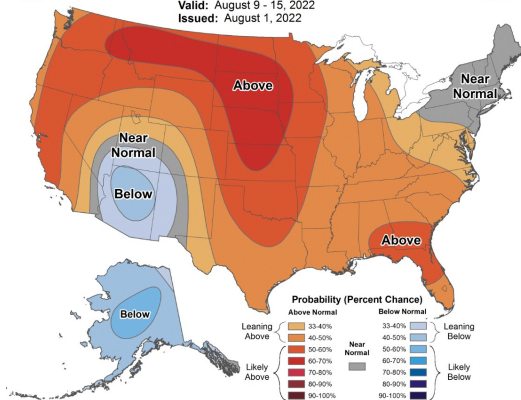 Valid: August 9 - 15, 2022
Issued: August 1, 2022
Above
Near
Normal
Near
Normal
Below
Above
Below
Probability (Percent Chance)
Above Normal
Below Normal
Leaning
Above
33-40%
40-50%
Likely
Above
50-60%
60-70%
70-80%
80-90%
90-100%
Near
Normal
33-40%
40-50%
Leaning
Below
50-60%
60-70%
70-80%
80-90%
90-100%
Likely
Below